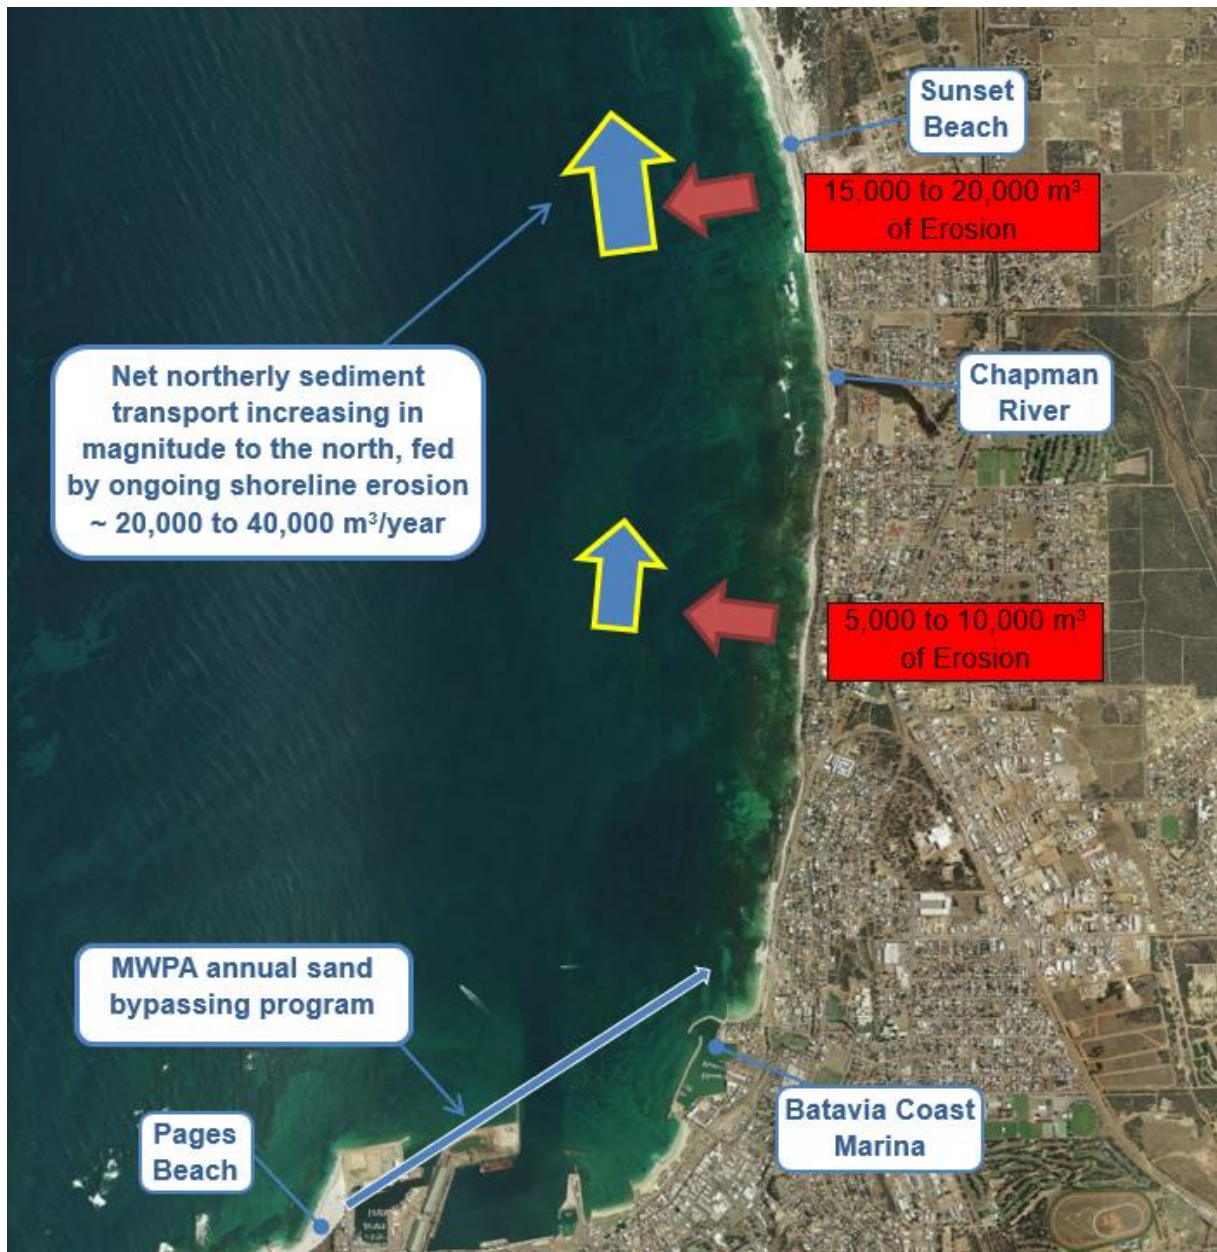 Sunset
Beach
15,000 to 20,000 m³
of Erosion
Net northerly sediment
transport increasing in
magnitude to the north, fed
by ongoing shoreline erosion
~ 20,000 to 40,000 m³/year
Chapman
River
5,000 to 10,000 m³
of Erosion
MWPA annual sand
bypassing program
Batavia Coast
Marina
Pages
Beach